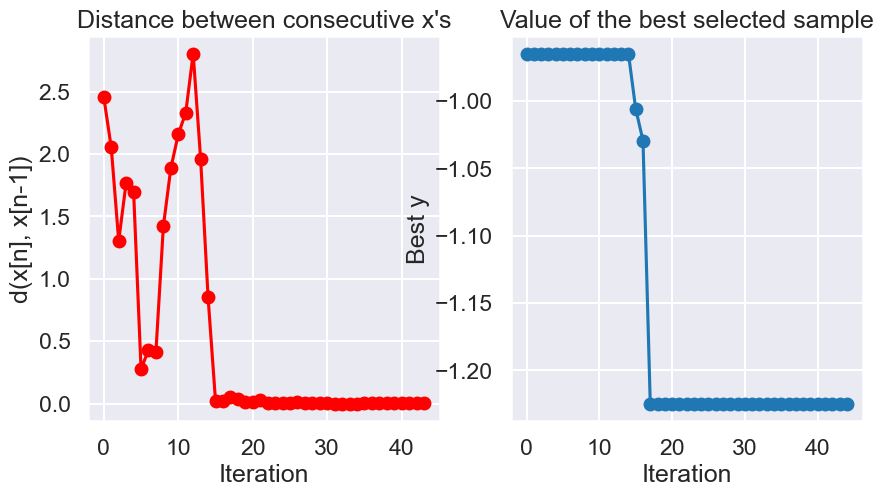 Distance between consecutive x's
d(x[n], x[n-1])
2.5
2.0
1.5
1.0
0.5
0.0
0 10 20 30 40
Iteration
Value of the best selected sample
Best y
−1.00
−1.05
−1.10
−1.15
−1.20
0 10 20 30 40
Iteration